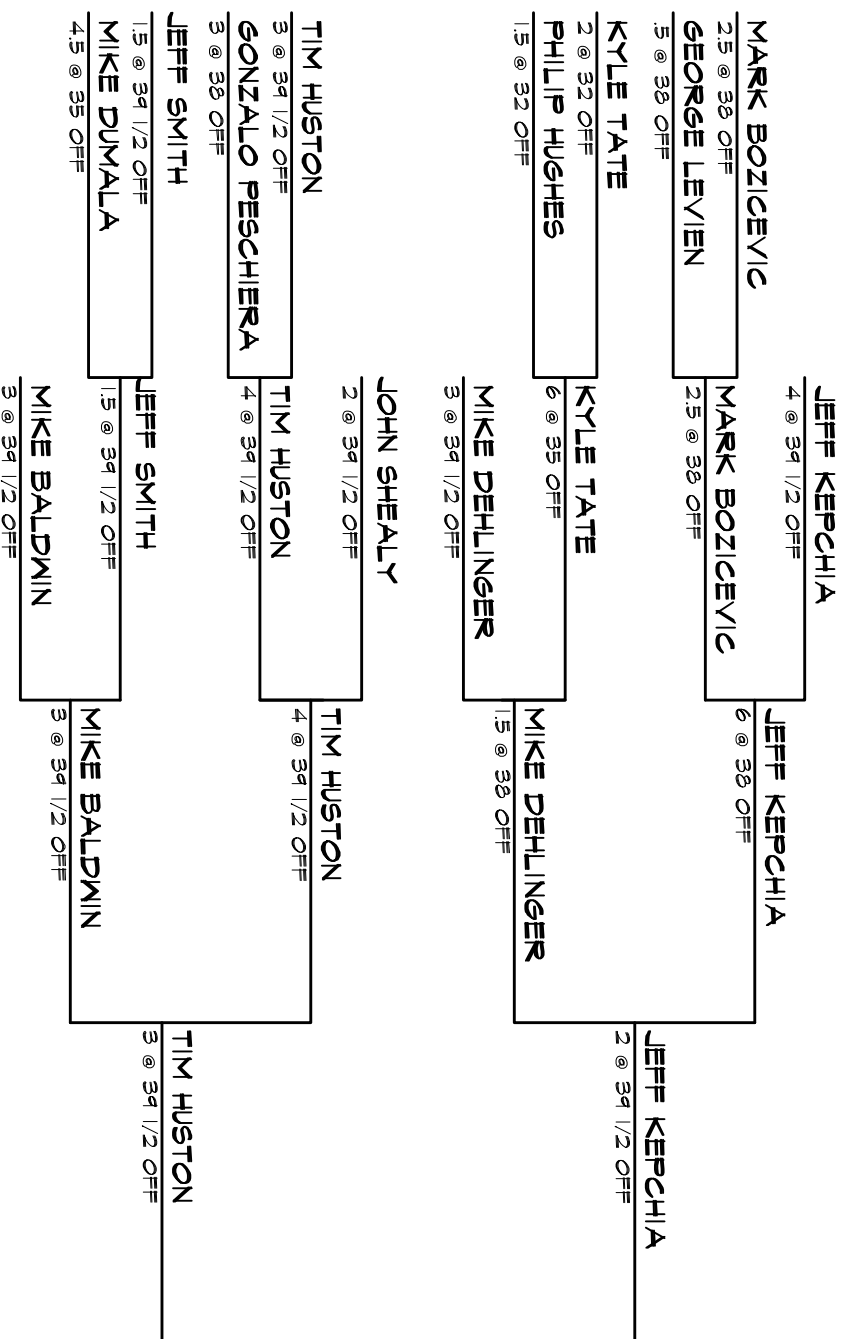 MARK BOZICEVIC
2.5 @ 38 OFF
GEORGE LEVIEN
.5 @ 38 OFF
KYLE TATE
2 @ 32 OFF
PHILIP HUGHES
1.5 @ 32 OFF
TIM HUSTON
3 @ 39 1/2 OFF
GONZALO PESCHIERA
3 @ 38 OFF
JEFF SMITH
1.5 @ 39 1/2 OFF
MIKE DUMALA
4.5 @ 35 OFF
JEFF KEPCHIA
4 @ 39 1/2 OFF
MARK BOZICEVIC
2.5 @ 38 OFF
KYLE TATE
6 @ 35 OFF
MIKE DEHLINGER
3 @ 39 1/2 OFF
JOHN SHEALY
2 @ 39 1/2 OFF
TIM HUSTON
4 @ 39 1/2 OFF
JEFF SMITH
1.5 @ 39 1/2 OFF
MIKE BALDWIN
3 @ 39 1/2 OFF
JEFF KEPCHIA
6 @ 38 OFF
MIKE DEHLINGER
1.5 @ 38 OFF
TIM HUSTON
4 @ 39 1/2 OFF
MIKE BALDWIN
3 @ 39 1/2 OFF
JEFF KEPCHIA
2 @ 39 1/2 OFF
TIM HUSTON
3 @ 39 1/2 OFF